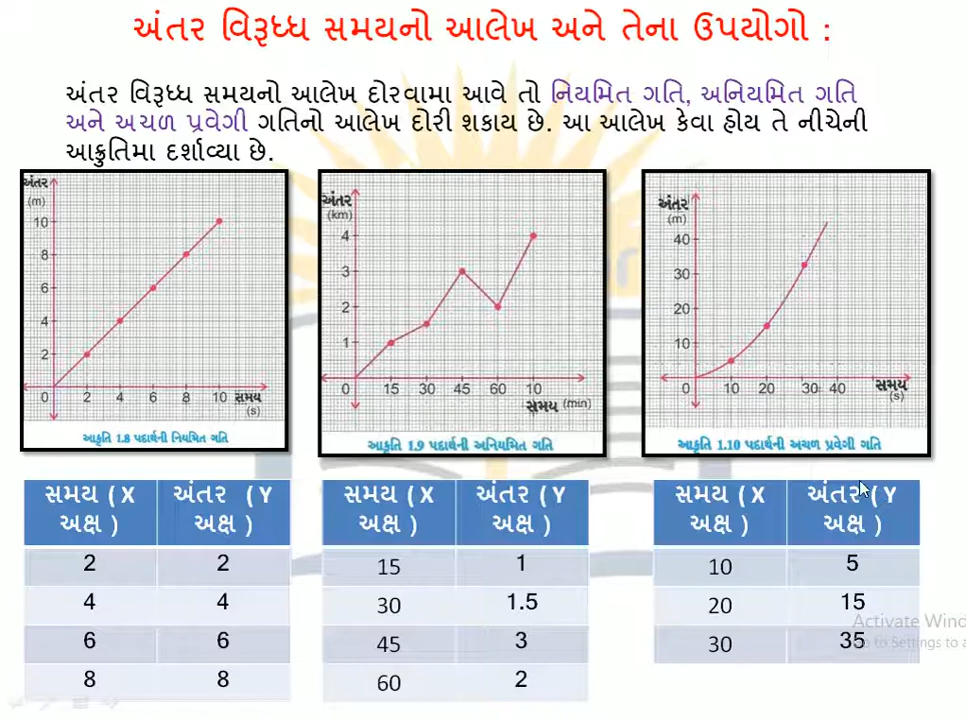 અંતર વિરૂધ્ધ સમયનો આલેખ અને તેના ઉપયોગો :
અંતર વિરૂધ્ધ સમયનો આલેખ દોરવામા આવે તો નિયમિત ગતિ, અનિયમિત ગતિ
અને અચળ પ્રવેગી ગતિનો આલેખ દોરી શકાય છે. આ આલેખ કેવા હોય તે નીચેની
આક્રુતિમા દર્શાવ્યા છે.
અંતર
(m)
10
8
6
4
2
0 2 4 6 8 10 સમય
(s)
આકૃતિ 1.8 પદાર્થની નિયમિત ગતિ
અંતર
(km)
4
3
2
1
0 15 30 45 60 10
સમય (min)
આકૃતિ 1.9 પદાર્થની અનિયમિત ગતિ
અંતર
(m)
40
30
20
10
0 10 20 30 40 સમય
(s)
આકૃતિ 1.10 પદાર્થની અચળ પ્રવેગી ગતિ
સમય ( X અંતર ( Y
અક્ષ ) અક્ષ )
2 2
4 4
6 6
8 8
સમય ( X અંતર ( Y
અક્ષ ) અક્ષ )
15 1
30 1.5
45 3
60 2
સમય ( X અંતર ( Y
અક્ષ ) અક્ષ )
10 5
20 15
30 35
Activate Wind
to Settings to a